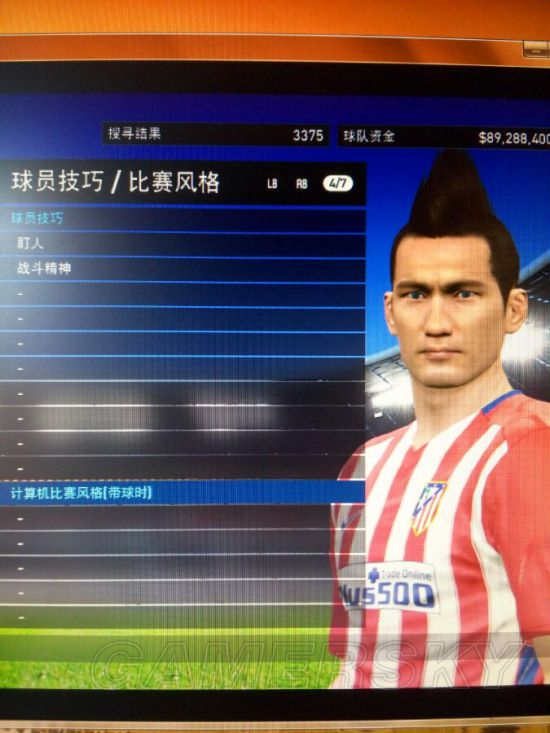 搜寻结果 3375 球队资金 $89,288,400
球员技巧 / 比赛风格 LB RB 4/7
球员技巧
盯人
战斗精神
-
-
-
-
-
-
-
-
计算机比赛风格[带球时]
-
-
-
-
-
Trade Online
lus500
GAMERSKY